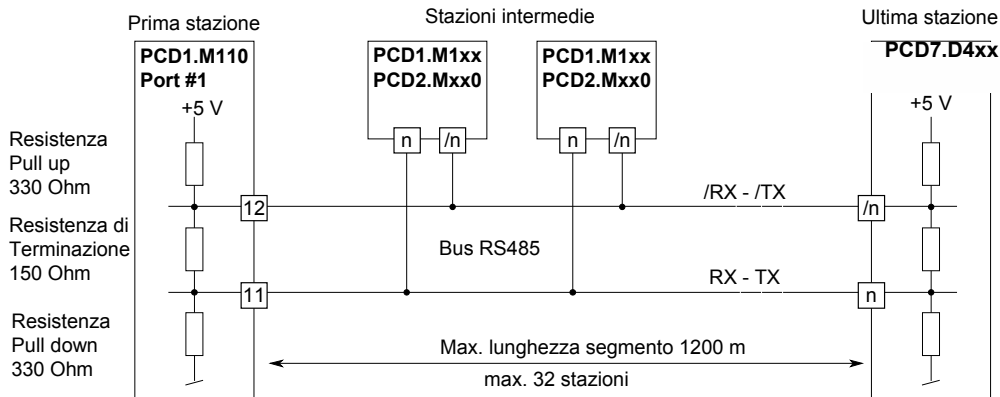 Prima stazione
Stazioni intermedie
Ultima stazione
PCD1.M110
Port #1
+5 V
PCD1.M1xx
PCD2.Mxx0
n
/n
PCD1.M1xx
PCD2.Mxx0
n
/n
PCD7.D4xx
+5 V
Resistenza
Pull up
330 Ohm
12
/RX - /TX
/n
Resistenza di
Terminazione
150 Ohm
Bus RS485
11
RX - TX
n
Resistenza
Pull down
330 Ohm
Max. lunghezza segmento 1200 m
max. 32 stazioni